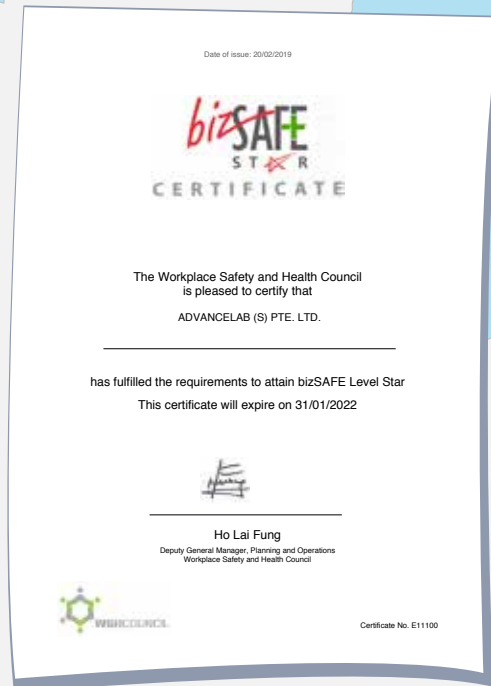 Date of issue: 20/02/2019
bizSAFE
STAR
CERTIFICATE
The Workplace Safety and Health Council
is pleased to certify that
ADVANCELAB (S) PTE. LTD.
has fulfilled the requirements to attain bizSAFE Level Star
This certificate will expire on 31/01/2022
Ho Lai Fung
Deputy General Manager, Planning and Operations
Workplace Safety and Health Council
WSHCOUNCIL
Certificate No. E11100